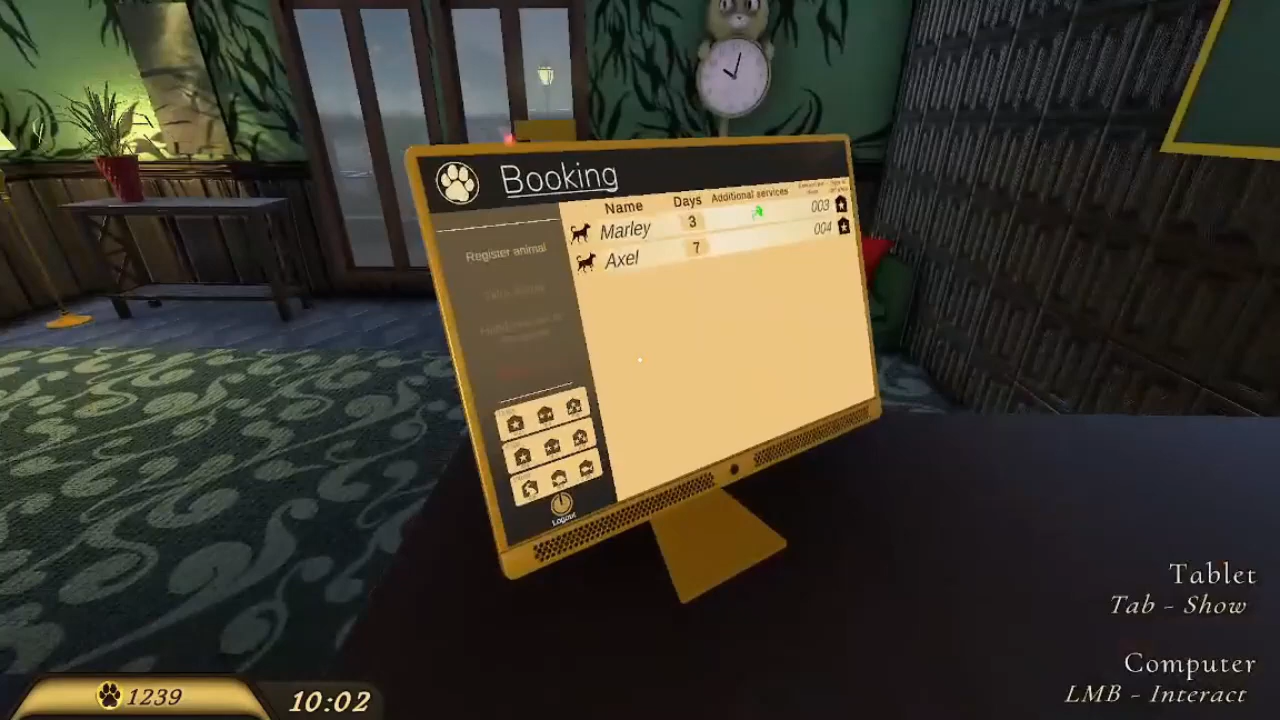 Booking
Name Days Additional services
Marley 3 003
Axel 7 004
Register animal
Logout
Tablet
Tab - Show
Computer
LMB - Interact
1239
10:02